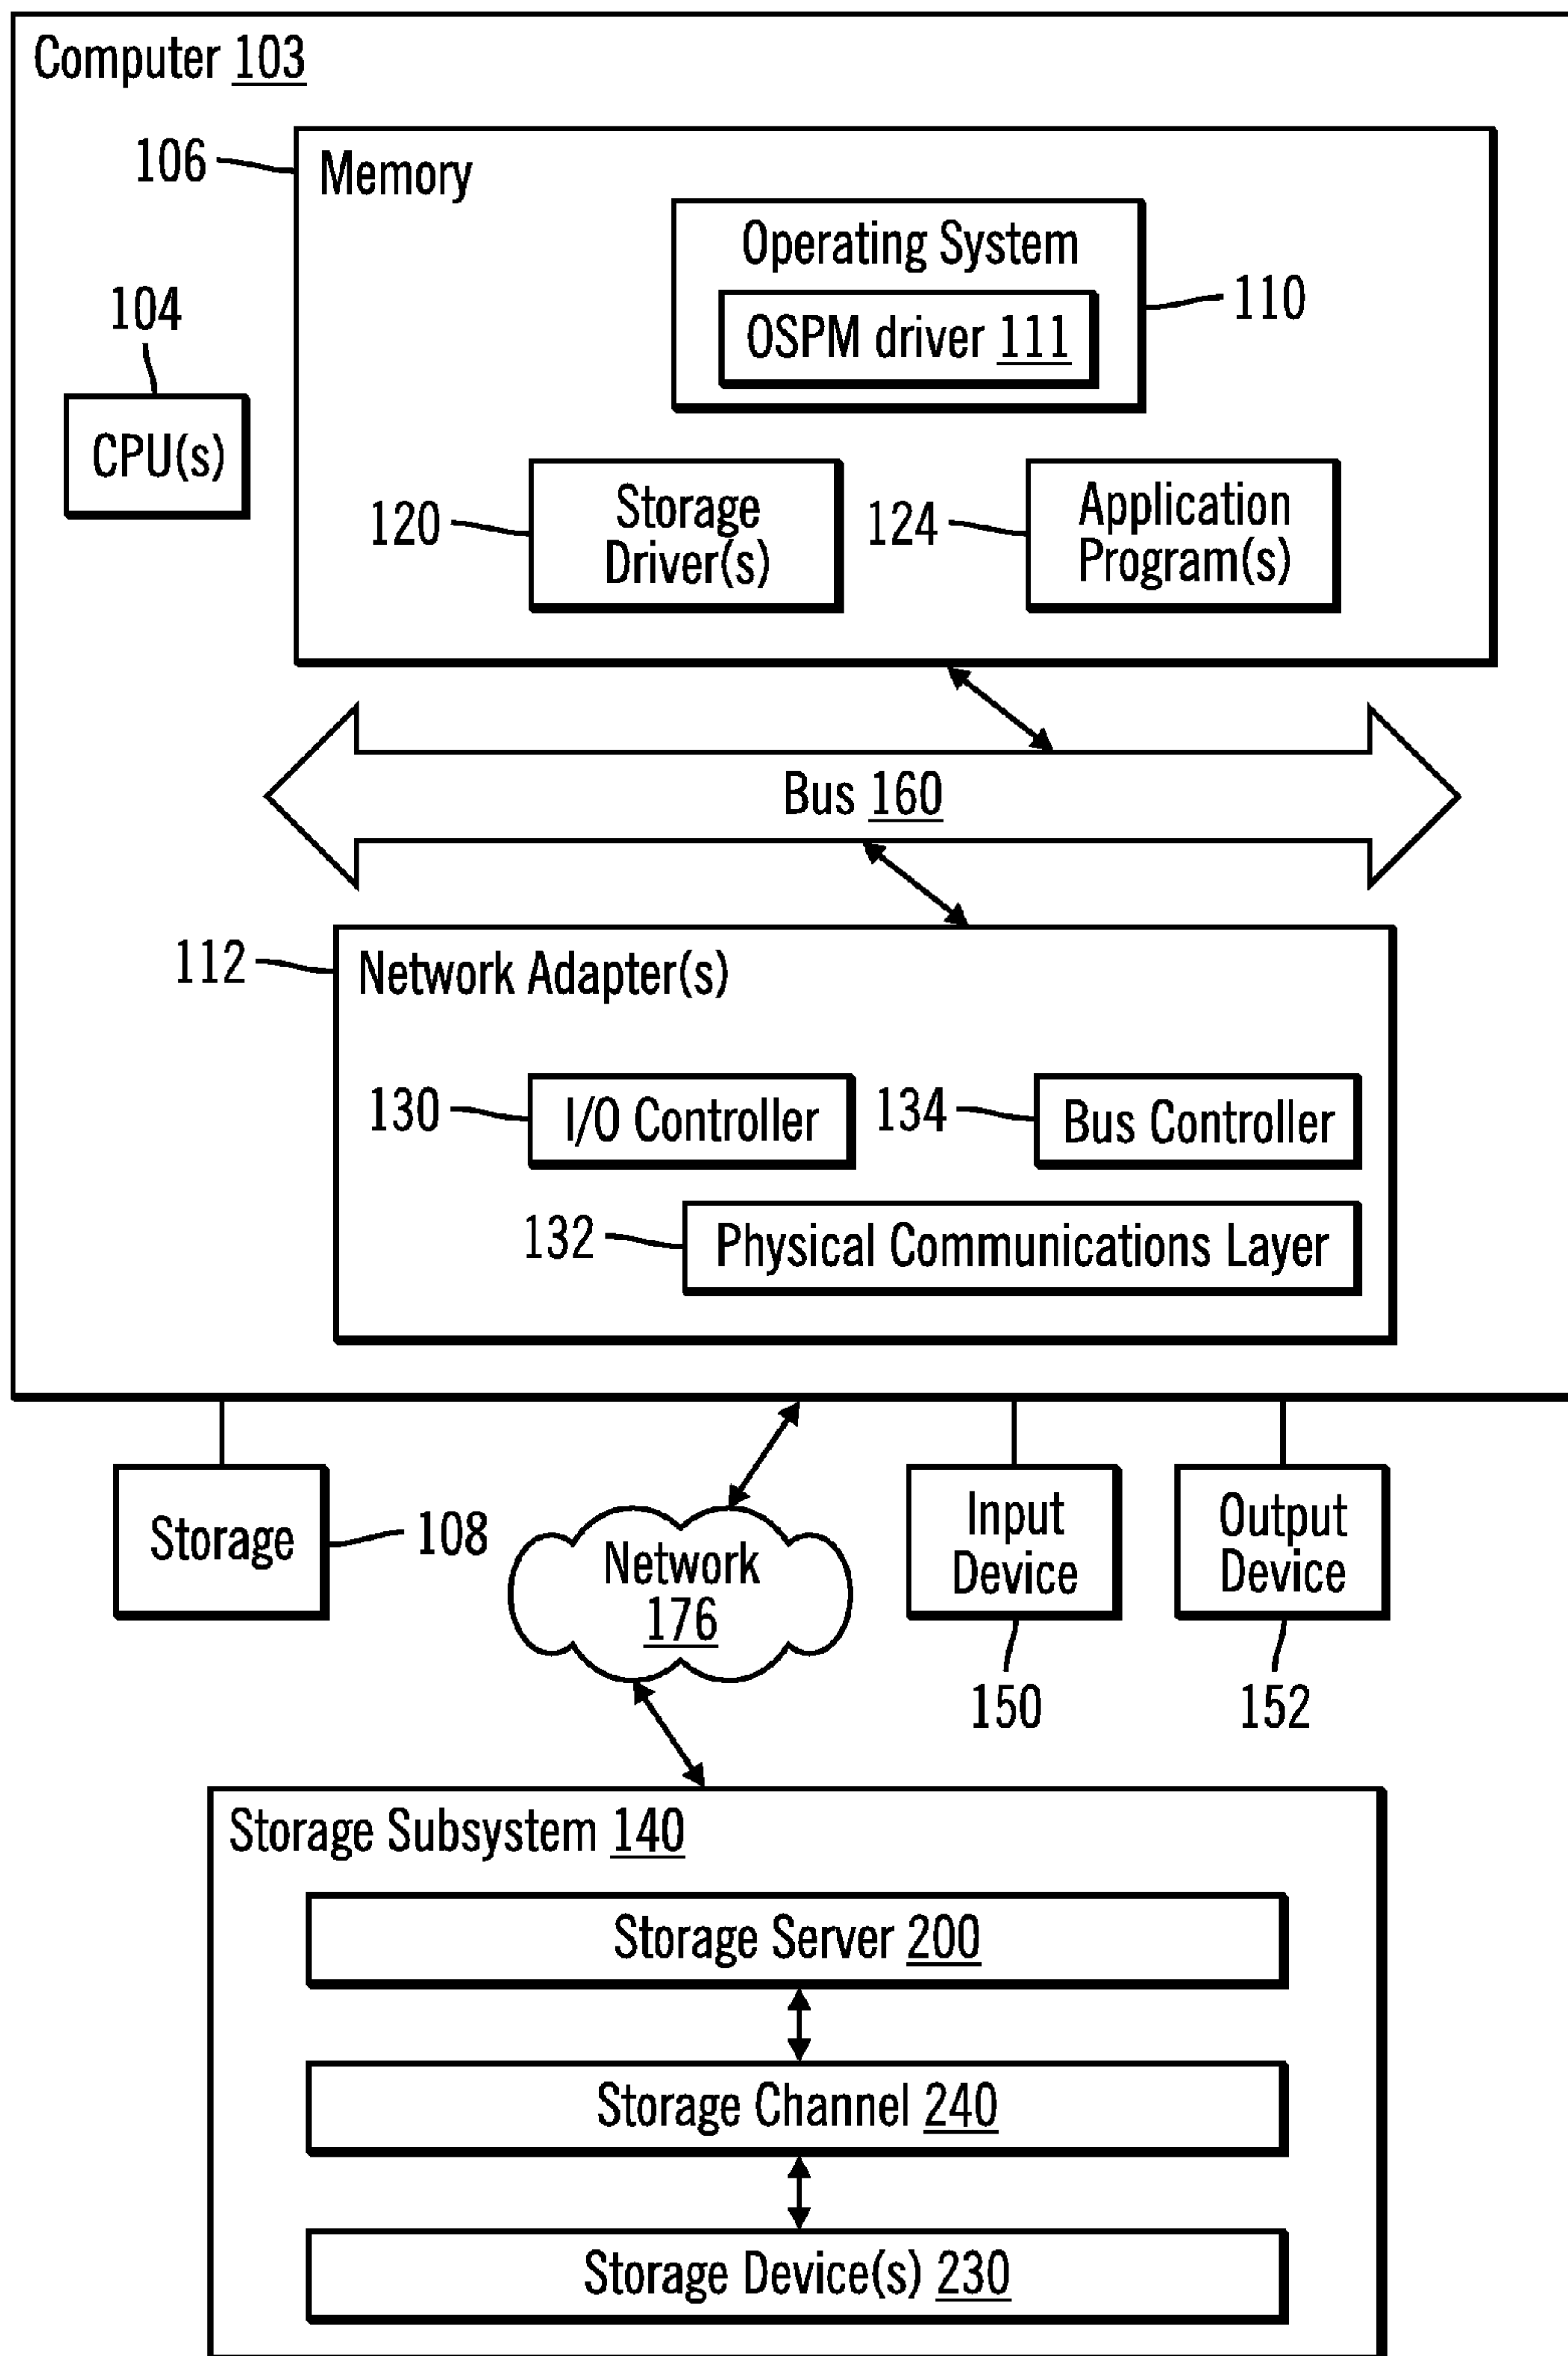 Computer 103
106
Memory
Operating System
OSPM driver 111
110
104
CPU(s)
120
Storage
Driver(s)
124
Application
Program(s)
Bus 160
112
Network Adapter(s)
130
I/O Controller
134
Bus Controller
132
Physical Communications Layer
Storage
108
Network
176
Input
Device
150
Output
Device
152
Storage Subsystem 140
Storage Server 200
Storage Channel 240
Storage Device(s) 230